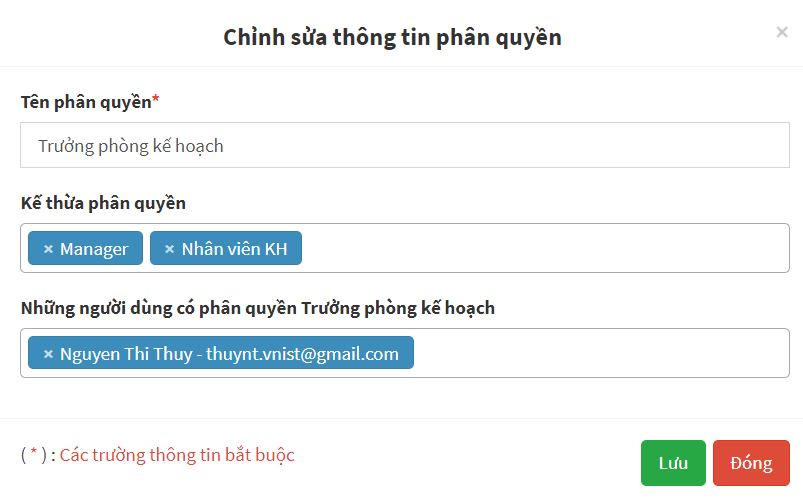 Chỉnh sửa thông tin phân quyền
×
Tên phân quyền*
Trưởng phòng kế hoạch
Kế thừa phân quyền
× Manager × Nhân viên KH
Những người dùng có phân quyền Trưởng phòng kế hoạch
× Nguyen Thi Thuy - thuynt.vnist@gmail.com
( * ) : Các trường thông tin bắt buộc
Lưu Đóng